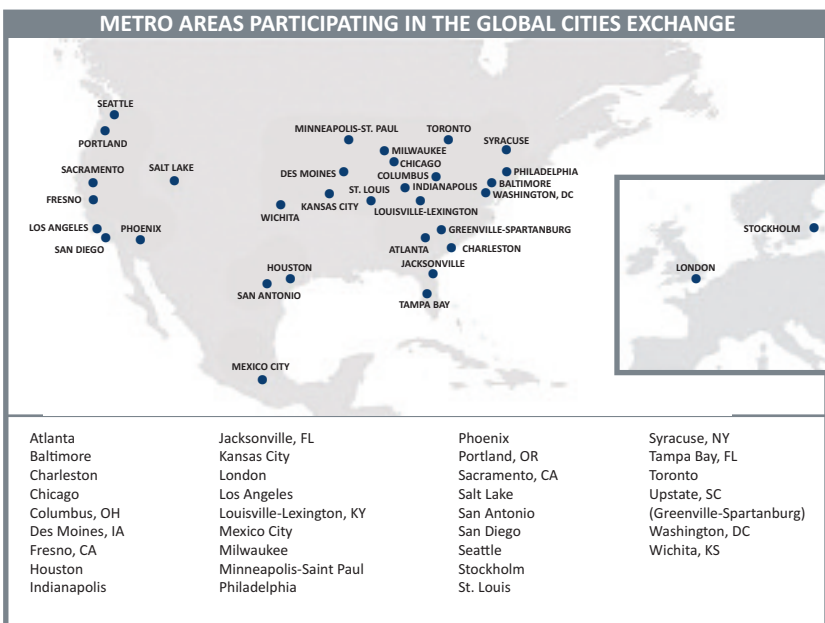 METRO AREAS PARTICIPATING IN THE GLOBAL CITIES EXCHANGE
SEATTLE
PORTLAND
SACRAMENTO
SALT LAKE
FRESNO
LOS ANGELES
PHOENIX
SAN DIEGO
MINNEAPOLIS-ST. PAUL
TORONTO
SYRACUSE
MILWAUKEE
CHICAGO
DES MOINES
COLUMBUS
PHILADELPHIA
BALTIMORE
ST. LOUIS
INDIANAPOLIS
WASHINGTON, DC
KANSAS CITY
WICHITA
LOUISVILLE-LEXINGTON
GREENVILLE-SPARTANBURG
ATLANTA
CHARLESTON
HOUSTON
JACKSONVILLE
SAN ANTONIO
TAMPA BAY
MEXICO CITY
STOCKHOLM
LONDON
Atlanta
Baltimore
Charleston
Chicago
Columbus, OH
Des Moines, IA
Fresno, CA
Houston
Indianapolis
Jacksonville, FL
Kansas City
London
Los Angeles
Louisville-Lexington, KY
Mexico City
Milwaukee
Minneapolis-Saint Paul
Philadelphia
Phoenix
Portland, OR
Sacramento, CA
Salt Lake
San Antonio
San Diego
Seattle
Stockholm
St. Louis
Syracuse, NY
Tampa Bay, FL
Toronto
Upstate, SC
(Greenville-Spartanburg)
Washington, DC
Wichita, KS